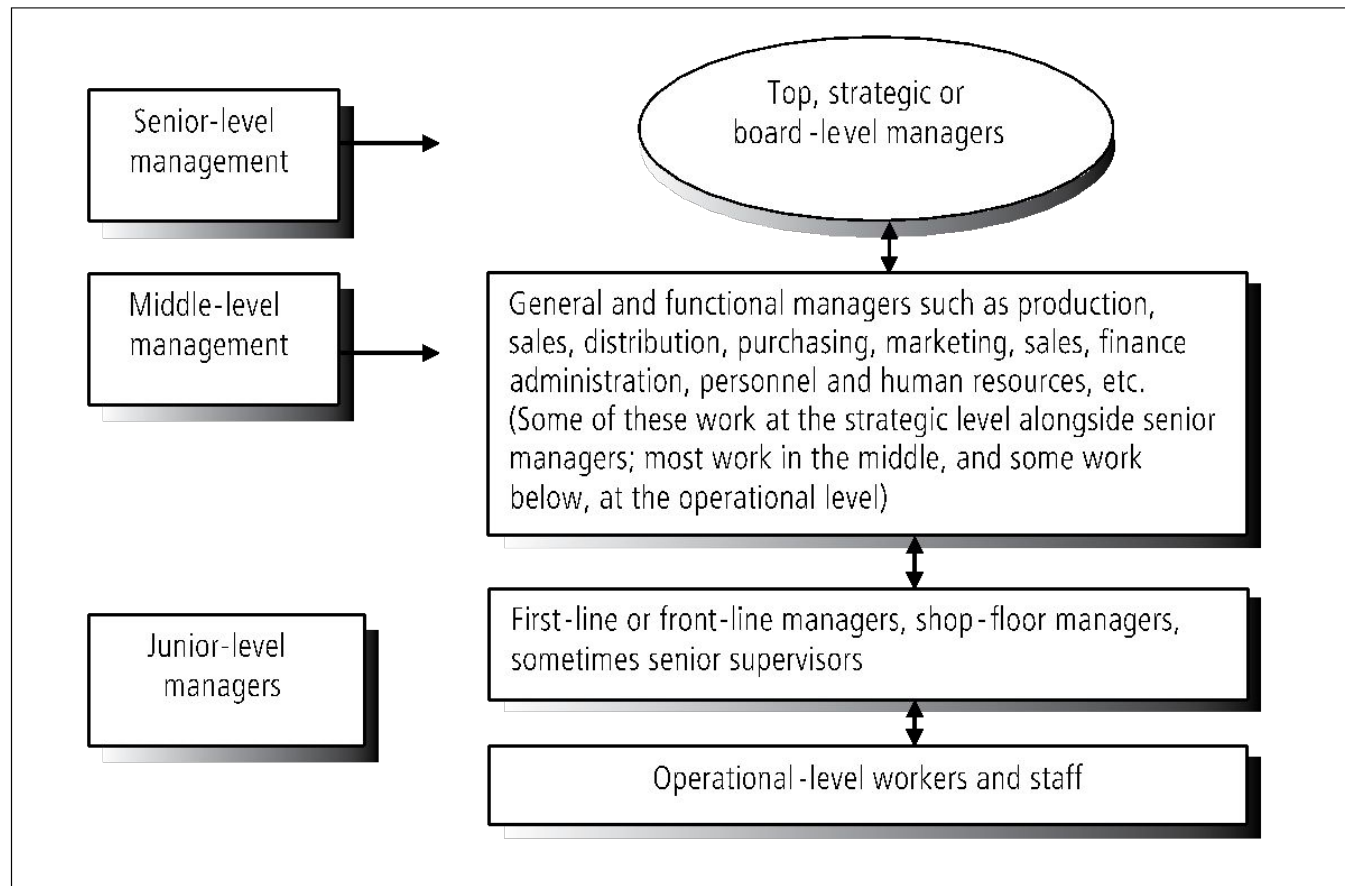 Senior-level
management
Top, strategic or
board-level managers
Middle-level
management
General and functional managers such as production,
sales, distribution, purchasing, marketing, sales, finance
administration, personnel and human resources, etc.
(Some of these work at the strategic level alongside senior
managers; most work in the middle, and some work
below, at the operational level)
Junior-level
managers
First-line or front-line managers, shop-floor managers,
sometimes senior supervisors
Operational-level workers and staff